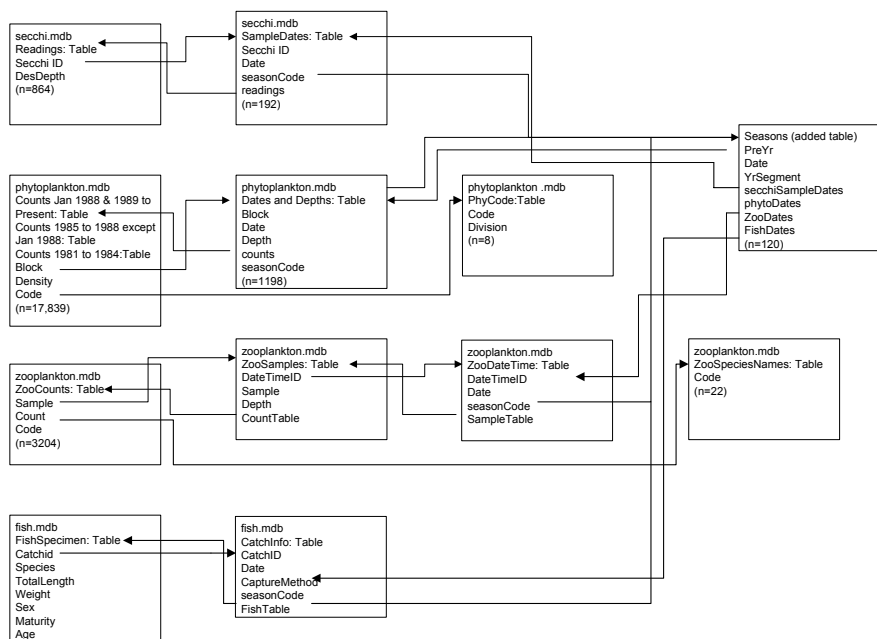 secchi.mdb
Readings: Table
Secchi ID
DesDepth
(n=864)
secchi.mdb
SampleDates: Table
Secchi ID
Date
seasonCode
readings
(n=192)
Seasons (added table)
PreYr
Date
YrSegment
secchiSampleDates
phytoDates
ZooDates
FishDates
(n=120)
phytoplankton.mdb
Counts Jan 1988 & 1989 to
Present: Table
Counts 1985 to 1988 except
Jan 1988: Table
Counts 1981 to 1984:Table
Block
Density
Code
(n=17,839)
phytoplankton.mdb
Dates and Depths: Table
Block
Date
Depth
counts
seasonCode
(n=1198)
phytoplankton .mdb
PhyCode:Table
Code
Division
(n=8)
zooplankton.mdb
ZooCounts: Table
Sample
Count
Code
(n=3204)
zooplankton.mdb
ZooSamples: Table
DateTimeID
Sample
Depth
CountTable
zooplankton.mdb
ZooDateTime: Table
DateTimeID
Date
seasonCode
SampleTable
zooplankton.mdb
ZooSpeciesNames: Table
Code
(n=22)
fish.mdb
FishSpecimen: Table
Catchid
Species
TotalLength
Weight
Sex
Maturity
Age
fish.mdb
CatchInfo: Table
CatchID
Date
CaptureMethod
seasonCode
FishTable